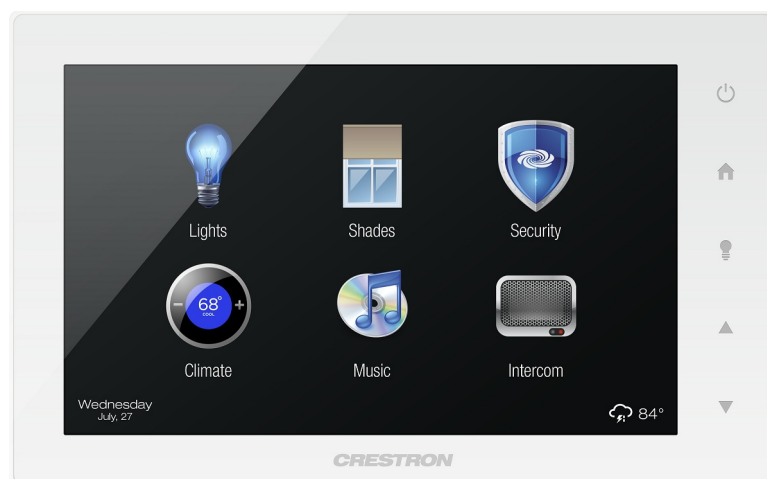 Lights
Shades
Security
68°
COOL
Climate
Music
Intercom
Wednesday
July, 27
84°
CRESTRON